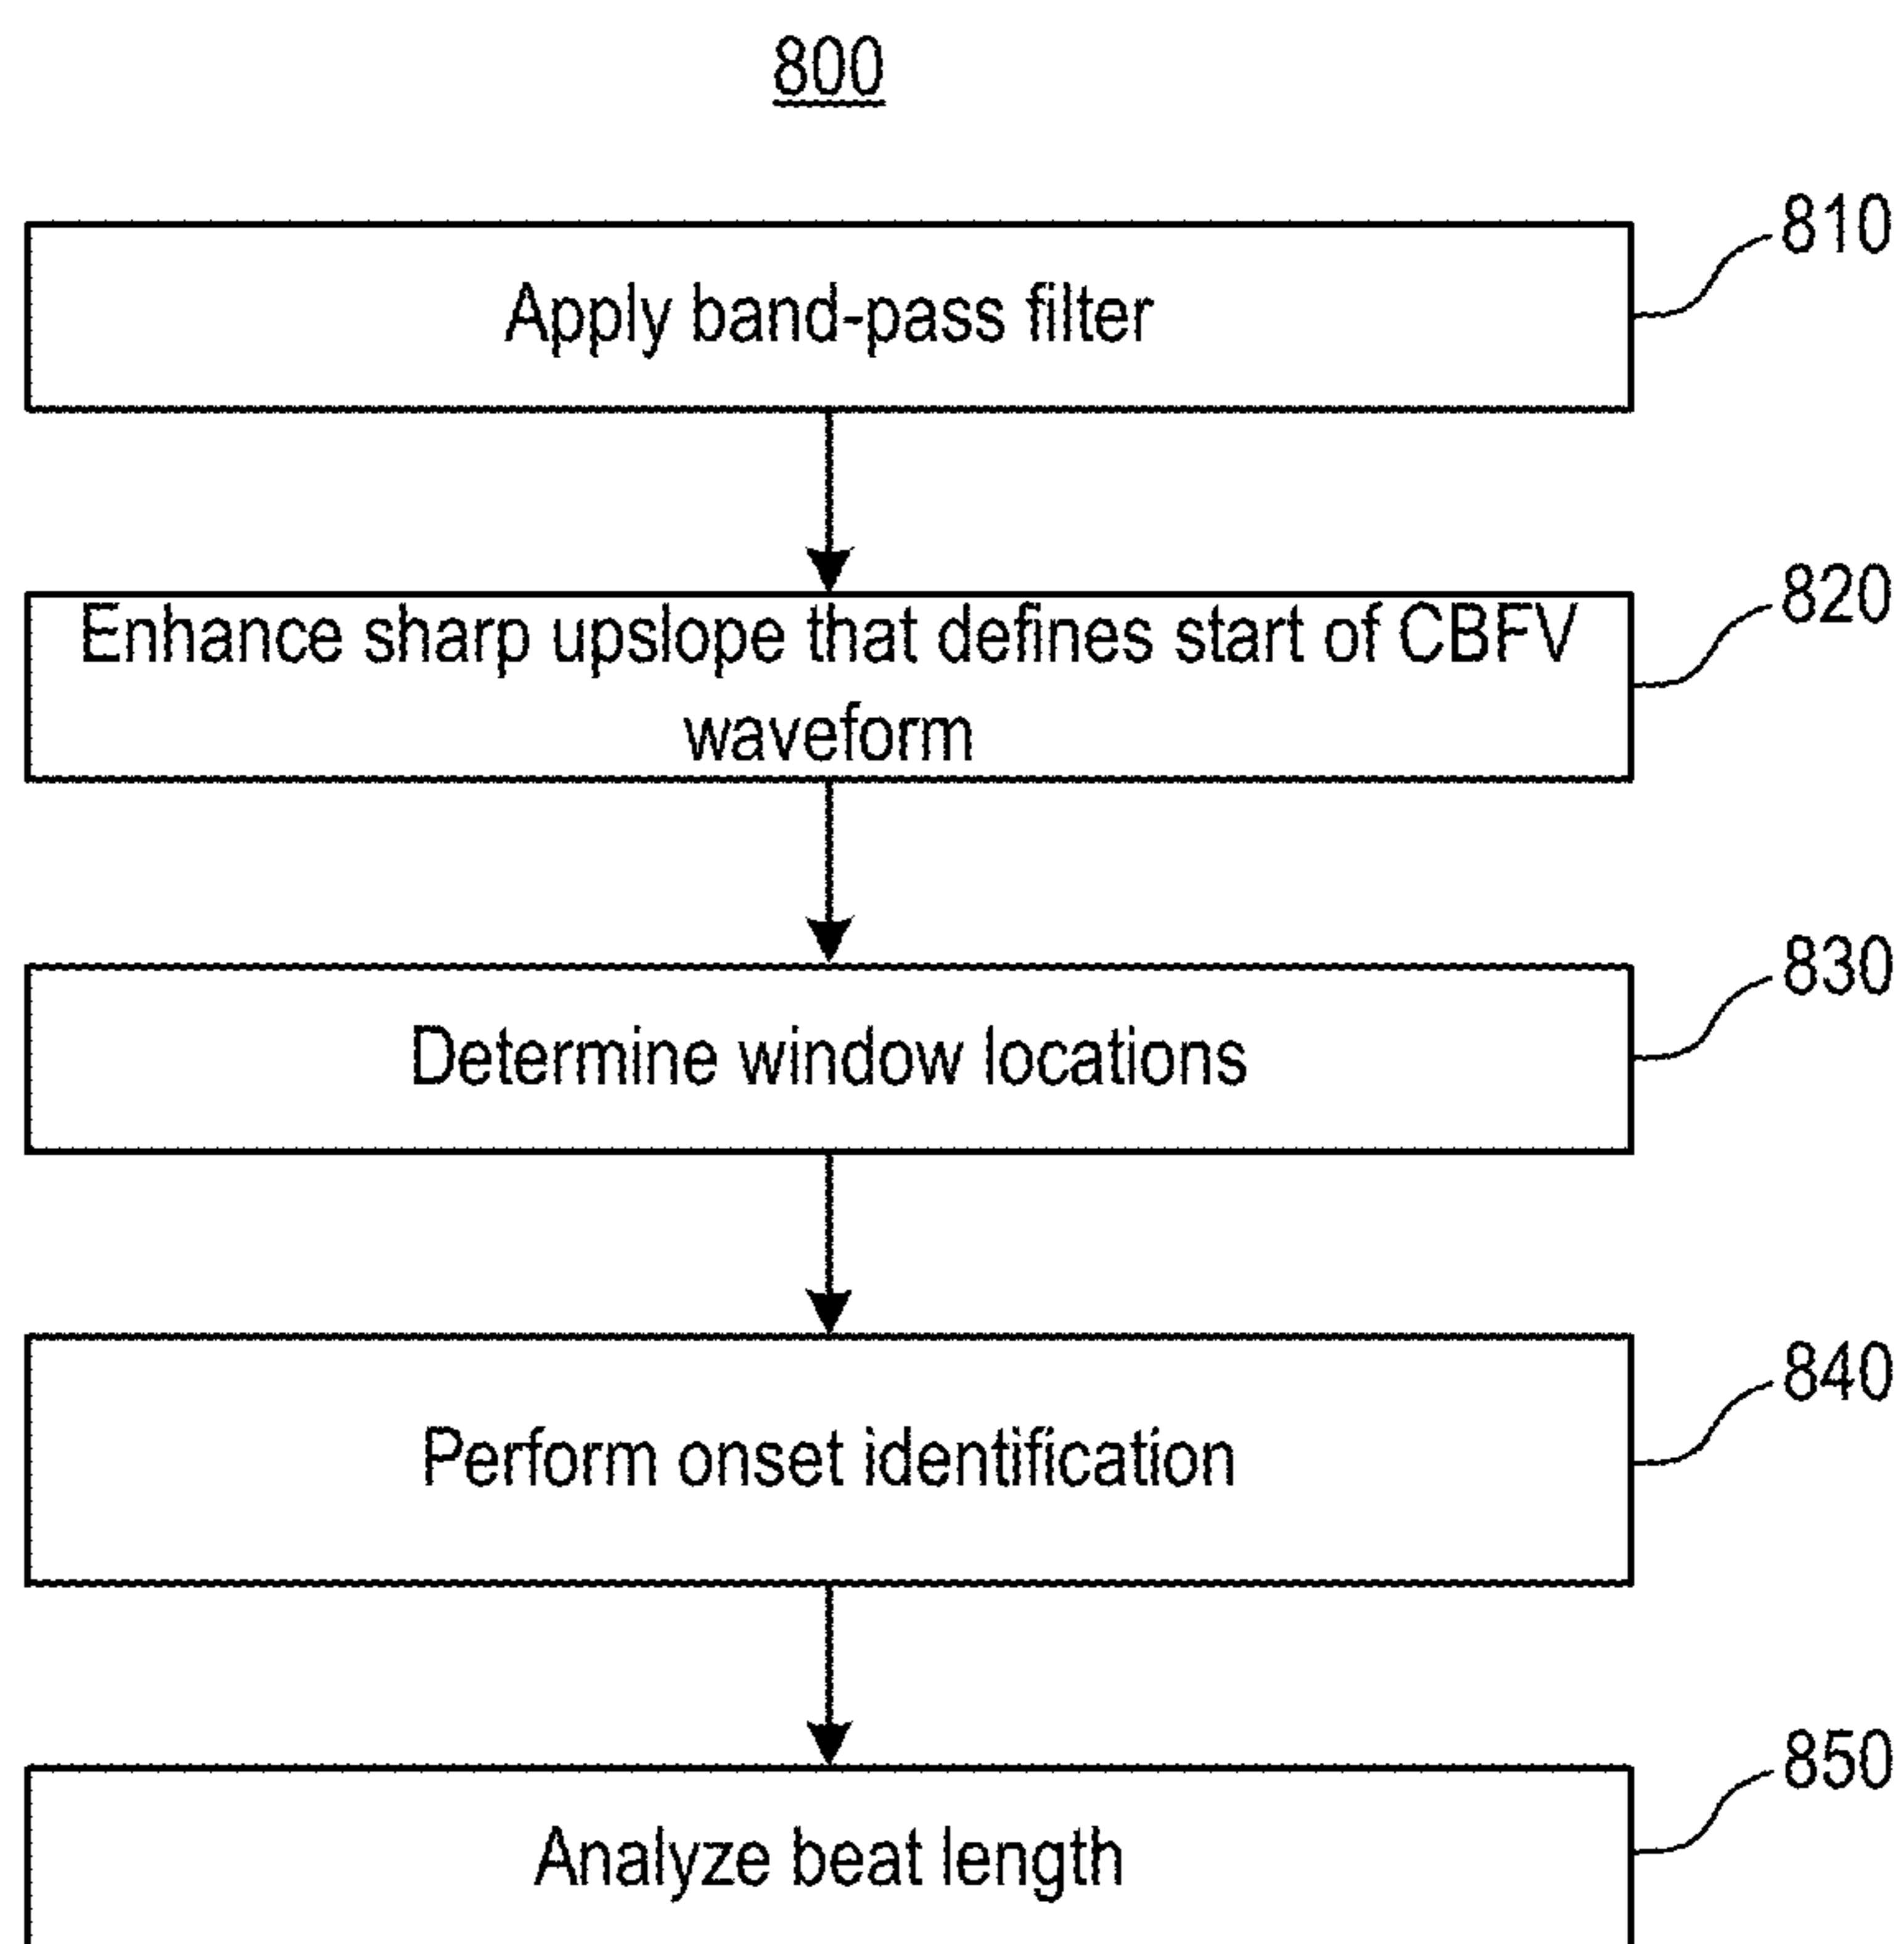 800
810
Apply band-pass filter
820
Enhance sharp upslope that defines start of CBFV
waveform
830
Determine window locations
840
Perform onset identification
850
Analyze beat length